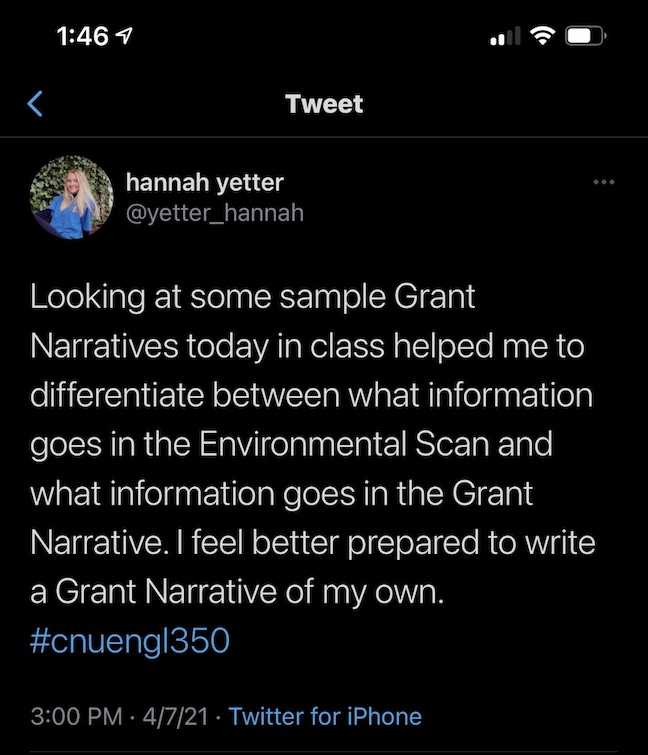 1:46
Tweet
hannah yetter
@yetter_hannah
Looking at some sample Grant
Narratives today in class helped me to
differentiate between what information
goes in the Environmental Scan and
what information goes in the Grant
Narrative. I feel better prepared to write
a Grant Narrative of my own.
#cnuengl350
3:00 PM · 4/7/21 · Twitter for iPhone